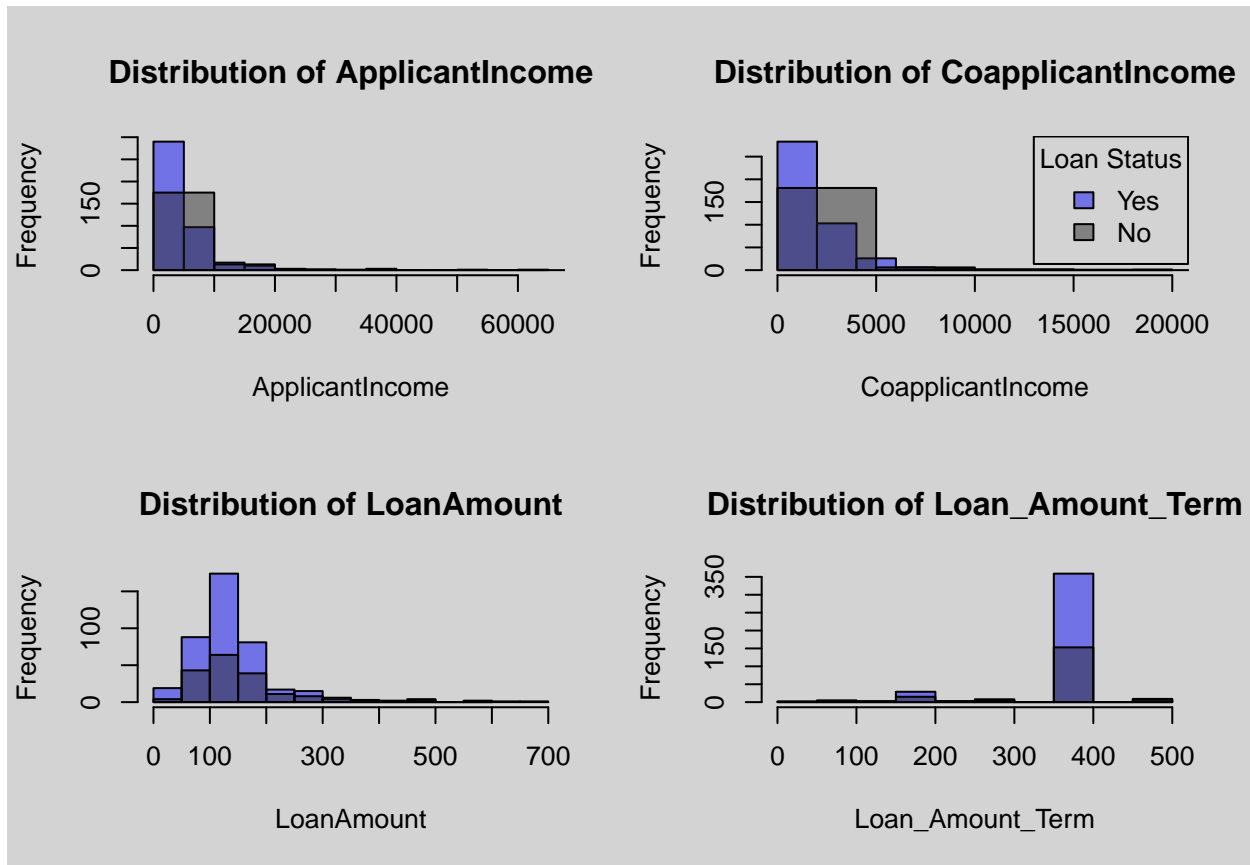 Distribution of ApplicantIncome
Frequency
150
0
0 20000 40000 60000
ApplicantIncome
Distribution of CoapplicantIncome
Frequency
150
0
Loan Status
Yes
No
0 5000 10000 15000 20000
CoapplicantIncome
Distribution of LoanAmount
Frequency
100
0
0 100 300 500 700
LoanAmount
Distribution of Loan_Amount_Term
Frequency
350
150
0
0 100 200 300 400 500
Loan_Amount_Term